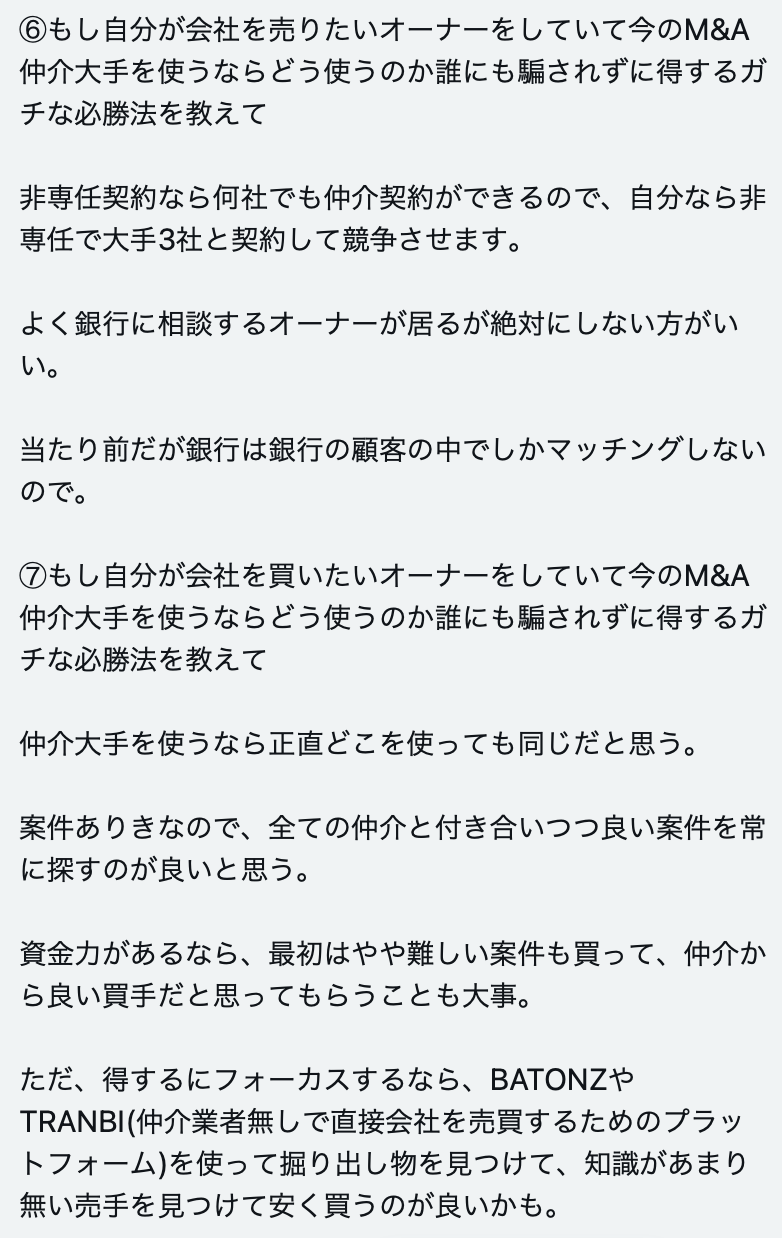 ⑥もし自分が会社を売りたいオーナーをしていて今のM&A
仲介大手を使うならどう使うのか誰にも騙されずに得するガ
チな必勝法を教えて
非専任契約なら何社でも仲介契約ができるので、自分なら非
専任で大手3社と契約して競争させます。
よく銀行に相談するオーナーが居るが絶対にしない方がい
い。
当たり前だが銀行は銀行の顧客の中でしかマッチングしない
ので。
⑦もし自分が会社を買いたいオーナーをしていて今のM&A
仲介大手を使うならどう使うのか誰にも騙されずに得するガ
チな必勝法を教えて
仲介大手を使うなら正直どこを使っても同じだと思う。
案件ありきなので、全ての仲介と付き合いつつ良い案件を常
に探すのが良いと思う。
資金力があるなら、最初はやや難しい案件も買って、仲介か
ら良い買手だと思ってもらうことも大事。
ただ、得するにフォーカスするなら、BATONZや
TRANBI(仲介業者無しで直接会社を売買するためのプラッ
トフォーム)を使って掘り出し物を見つけて、知識があまり
無い売手を見つけて安く買うのが良いかも。